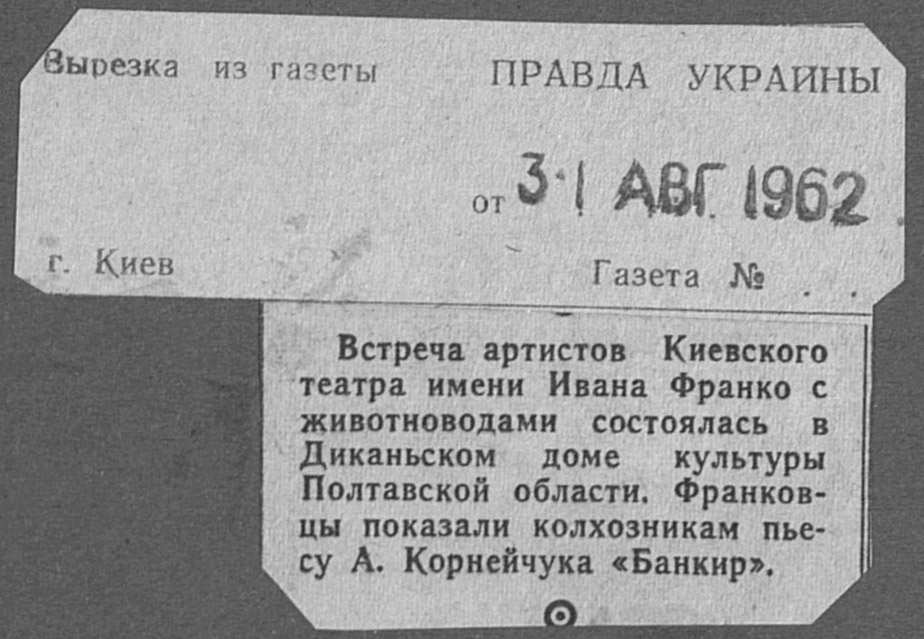 Вырезка из газеты ПРАВДА УКРАИНЫ
от 31 АВГ. 1962
г. Киев Газета №
Встреча артистов Киевского
театра имени Ивана Франко с
животноводами состоялась в
Диканьском доме культуры
Полтавской области. Франков-
цы показали колхозникам пье-
су А. Корнейчука «Банкир».